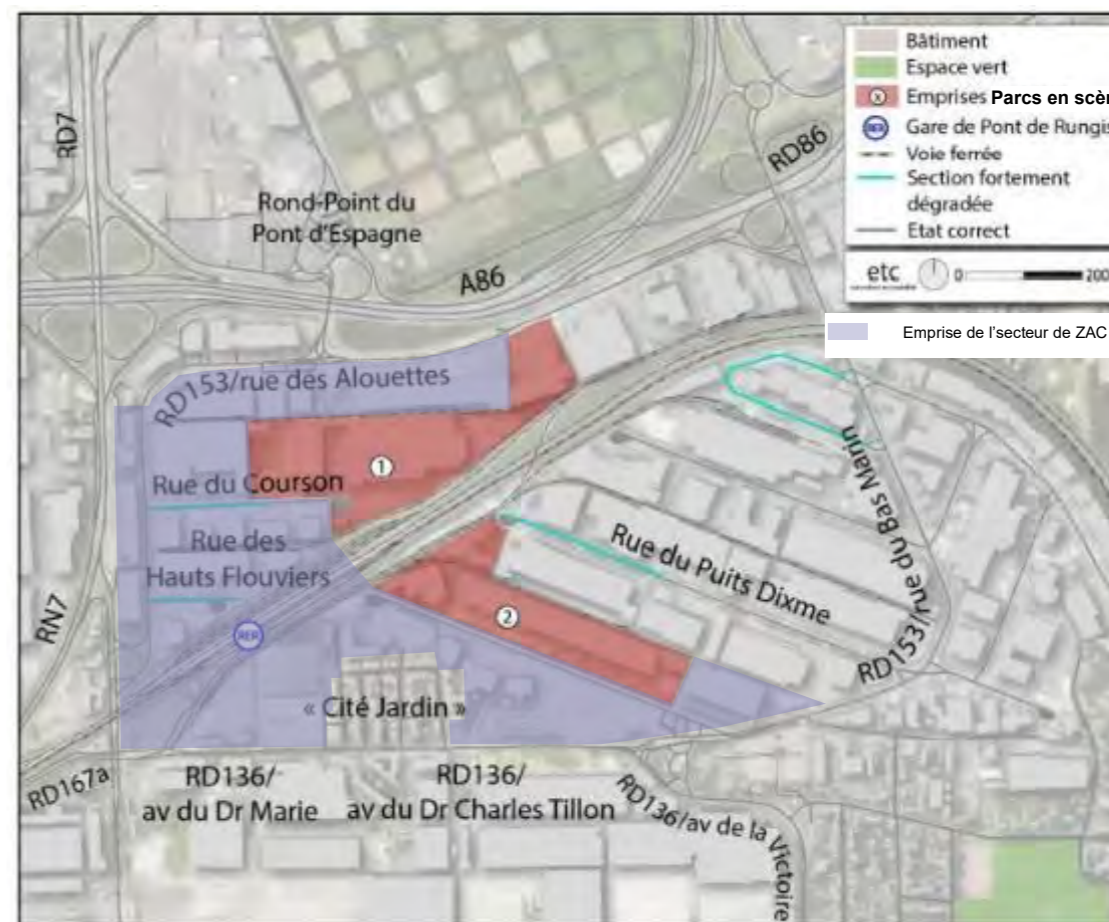 Bâtiment
Espace vert
Emprises Parcs en scèn
Gare de Pont de Rungis
Voie ferrée
Section fortement
dégradée
Etat correct
etc
0 200
Emprise de l'secteur de ZAC
RD7
RD86
Rond-Point du
Pont d'Espagne
A86
RD153/rue des Alouettes
1
Rue du Courson
Rue des
Hauts Flouviers
RER
RN7
2
Rue du Puits Dixme
RD153/rue du Bas Marin
« Cité Jardin »
RD167a
RD136/
av du Dr Marie
RD136/
av du Dr Charles Tillon
RD136/av de la Victoire